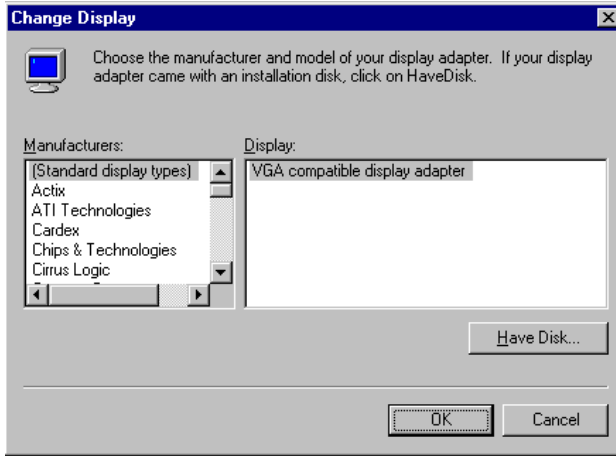 Change Display
Choose the manufacturer and model of your display adapter. If your display
adapter came with an installation disk, click on HaveDisk.
Manufacturers:
(Standard display types)
Actix
ATI Technologies
Cardex
Chips & Technologies
Cirrus Logic
Display:
VGA compatible display adapter
Have Disk...
OK
Cancel